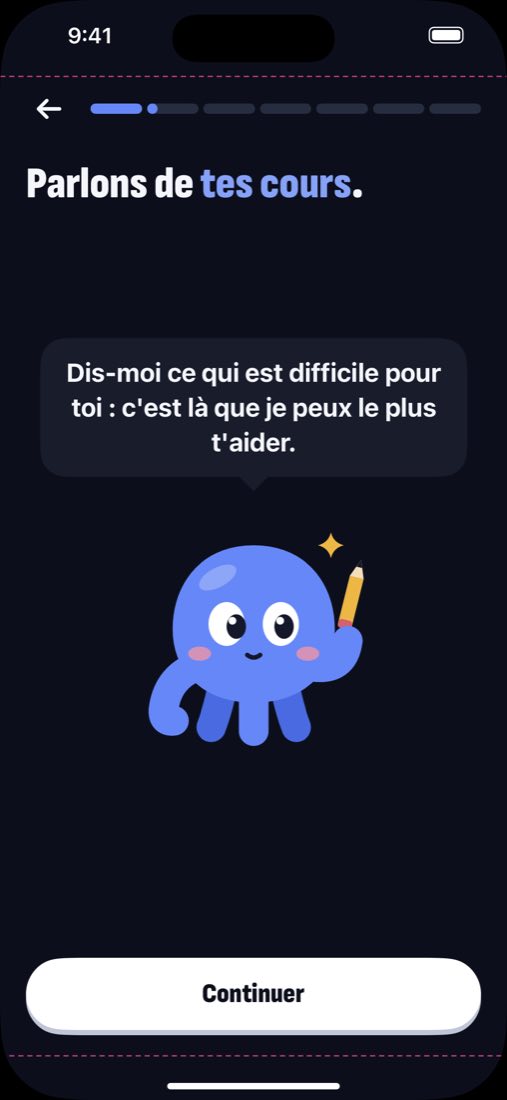 9:41
Parlons de tes cours.
Dis-moi ce qui est difficile pour
toi : c'est là que je peux le plus
t'aider.
Continuer